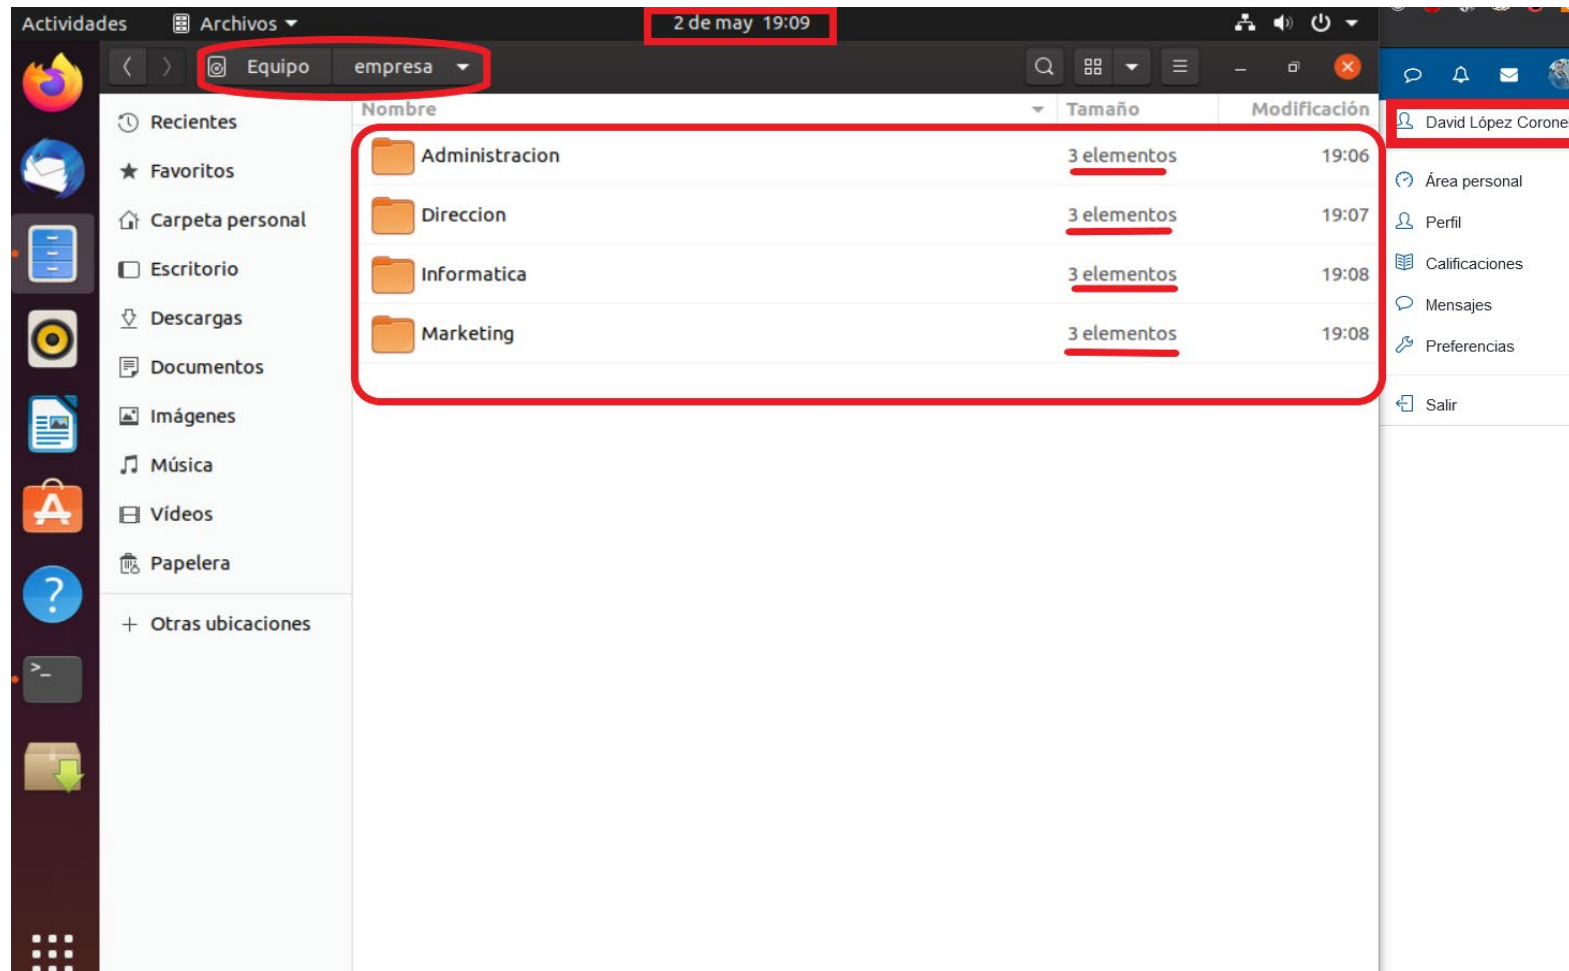 Actividades Archivos 2 de may 19:09
Equipo empresa
Nombre Tamaño Modificación
Recientes
Favoritos
Carpeta personal
Escritorio
Descargas
Documentos
Imágenes
Música
Vídeos
Papelera
+ Otras ubicaciones
Administracion 3 elementos 19:06
Direccion 3 elementos 19:07
Informatica 3 elementos 19:08
Marketing 3 elementos 19:08
David López
Área personal
Perfil
Calificaciones
Mensajes
Preferencias
Salir